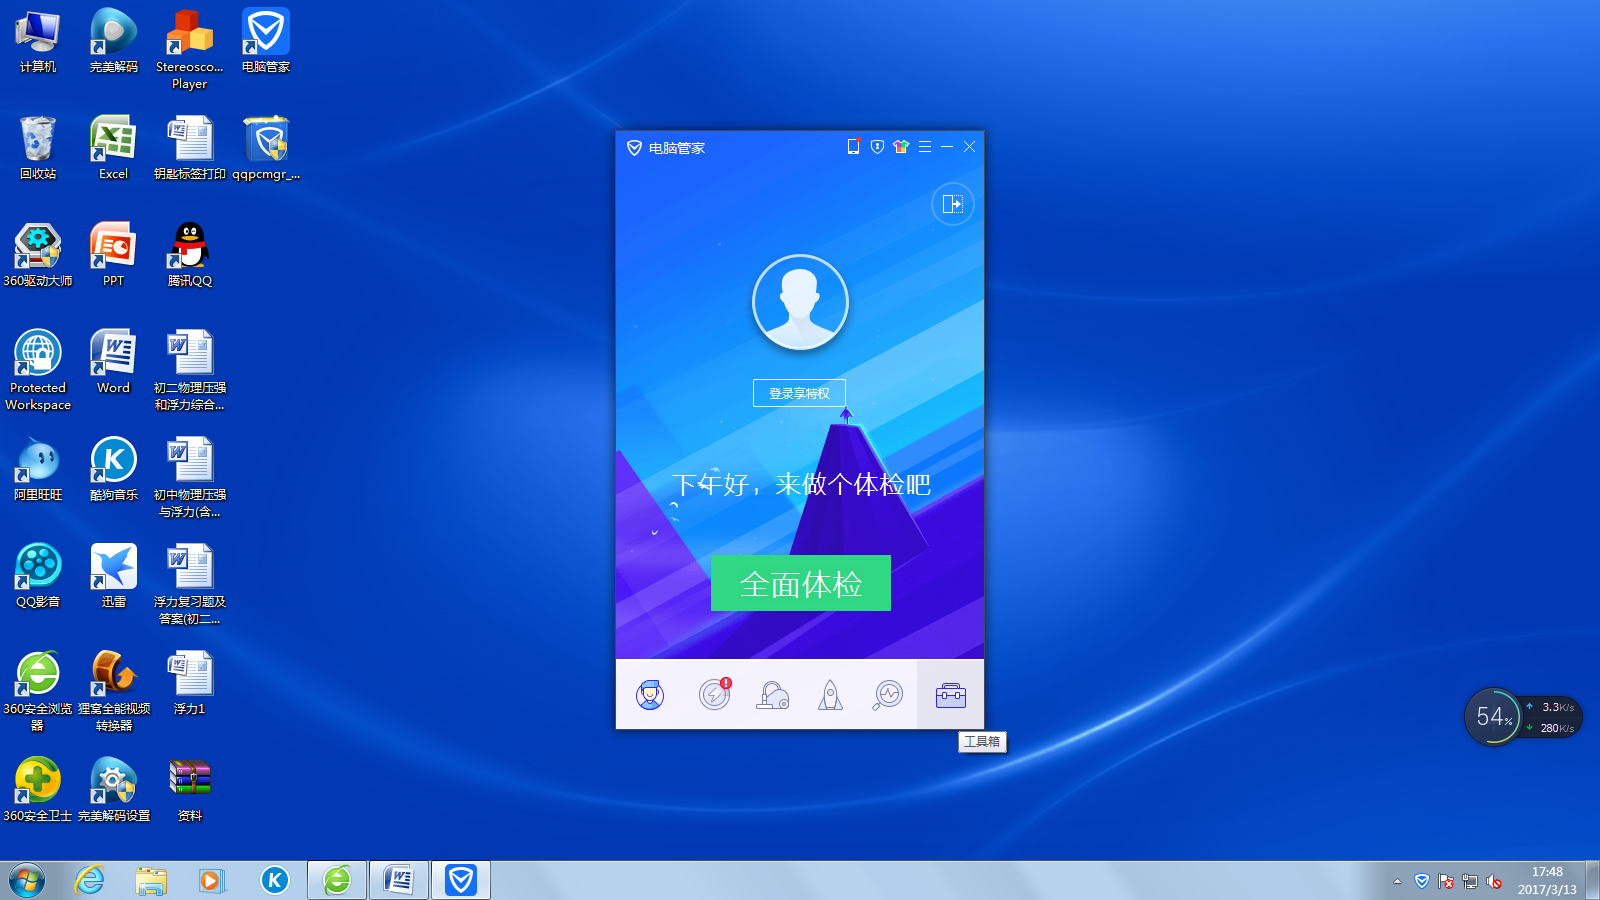 计算机
完美解码
Stereosco...
Player
电脑管家
回收站
Excel
钥匙标签打印
qqpcmgr_...
360驱动大师
PPT
腾讯QQ
Protected
Workspace
Word
初二物理压强
和浮力综合...
阿里旺旺
酷狗音乐
初中物理压强
与浮力(含...
QQ影音
迅雷
浮力复习题及
答案(初二...
360安全浏览
器
狸窝全能视频
转换器
浮力1
360安全卫士
完美解码设置
资料
电脑管家
登录享特权
下午好，来做个体检吧
全面体检
工具箱
54%
3.3K/s
280K/s
17:48
2017/3/13